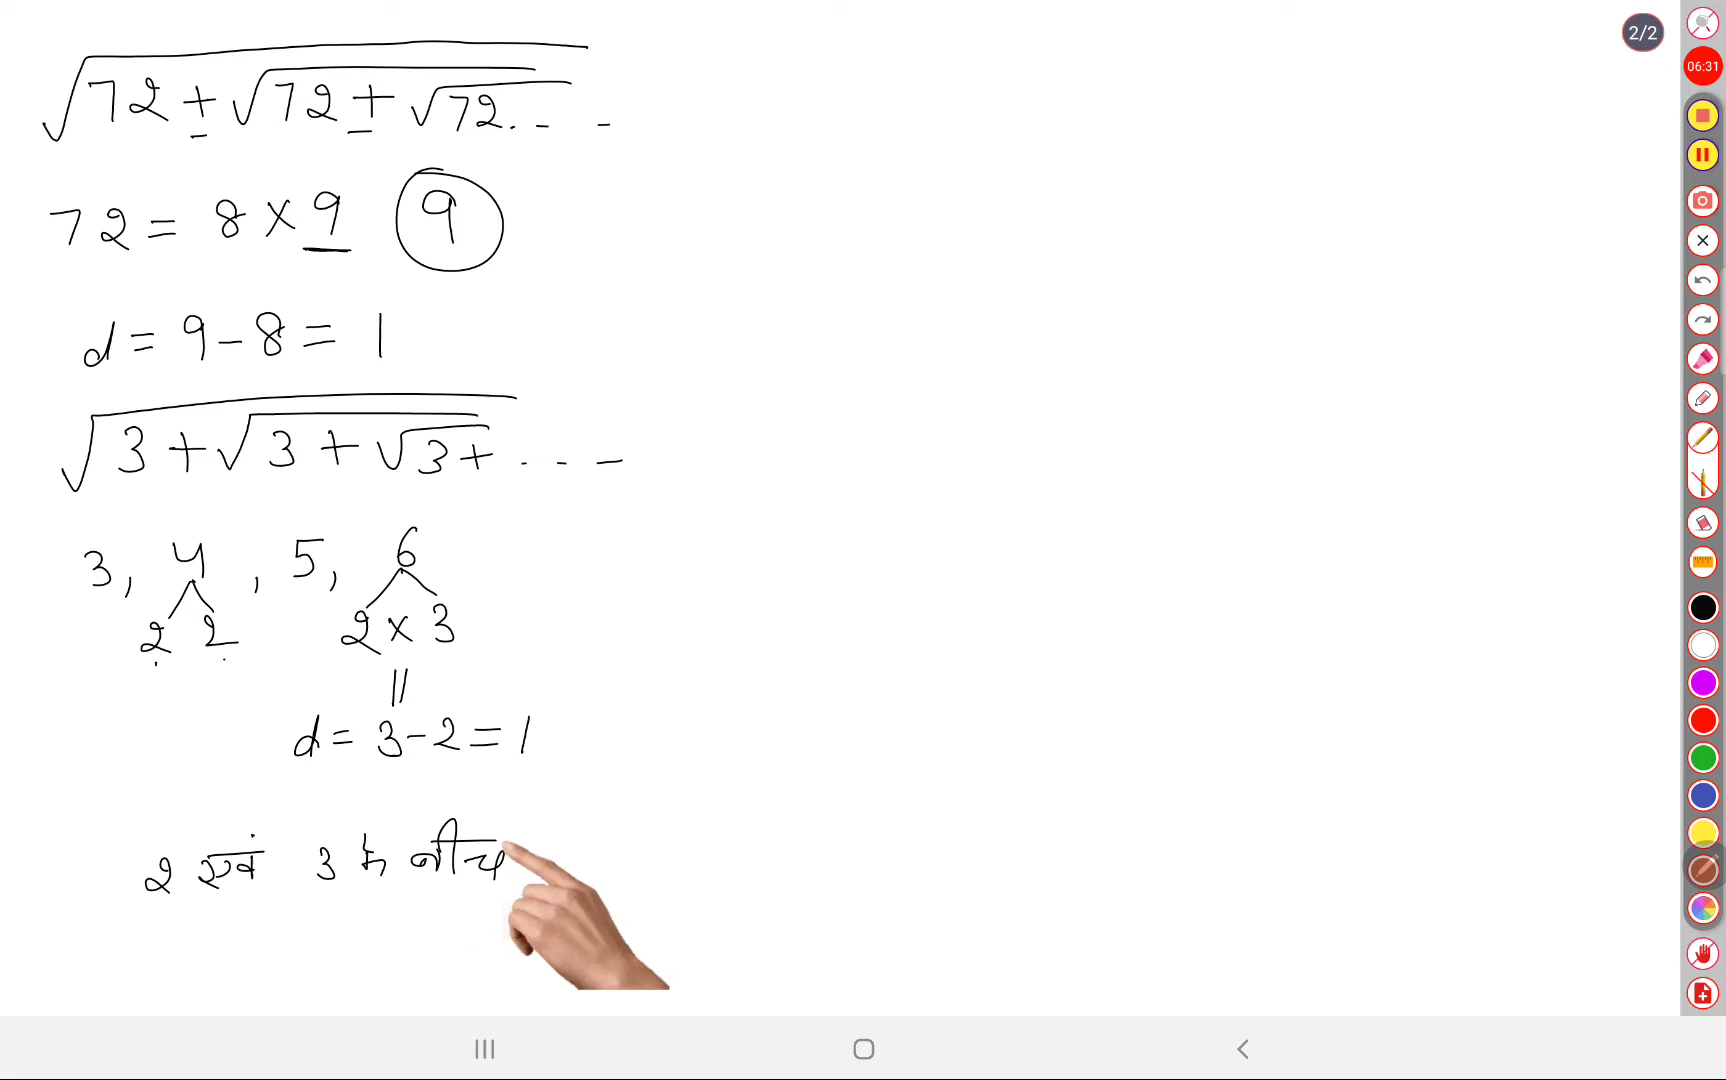 2/2
06:31
√72 ± √72 ± √72.. - -
72 = 8 × 9 9
d = 9 - 8 = 1
√3 + √3 + √3 + . - - -
3, 4, 5, 6
2 2 2 × 3
||
d = 3 - 2 = 1
2 एवं 3 के बीच